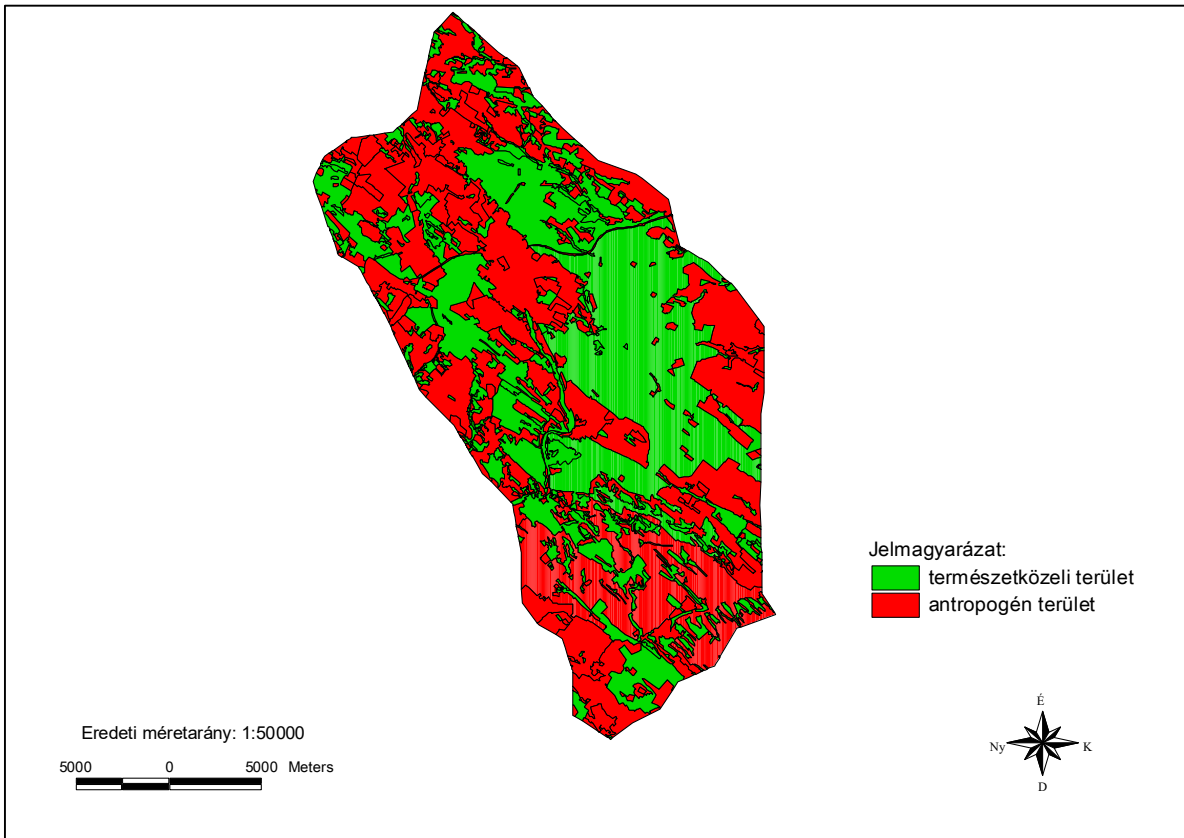 Jelmagyarázat:
természetközeli terület
antropogén terület
Eredeti méretarány: 1:50000
5000 0 5000 Meters
É
Ny K
D